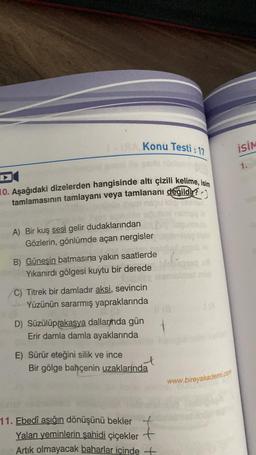 Konu Testi : 17
10. Aşağıdaki dizelerden hangisinde altı çizili kelime, isim
tamlamasının tamlayanı veya tamlananı değildir?
A) Bir kuş sesi gelir dudaklarından
Gözlerin, gönlümde açan nergisler
B) Güneşin batmasına yakın saatlerde
Yıkanırdı gölgesi kuytu bir derede
C) Titrek bir damladır aksi, sevincin
Yüzünün sararmış yapraklarında
D) Süzülüp akasya dallarında gün
Erir damla damla ayaklarında
E) Sürür eteğini silik ve ince
Bir gölge bahçenin uzaklarında
www.bireyakademi.com
11. Ebedî aşığın dönüşünü bekler
Yalan yeminlerin şahidi çiçekler
Artık olmayacak baharlar içinde
İSİM
1.